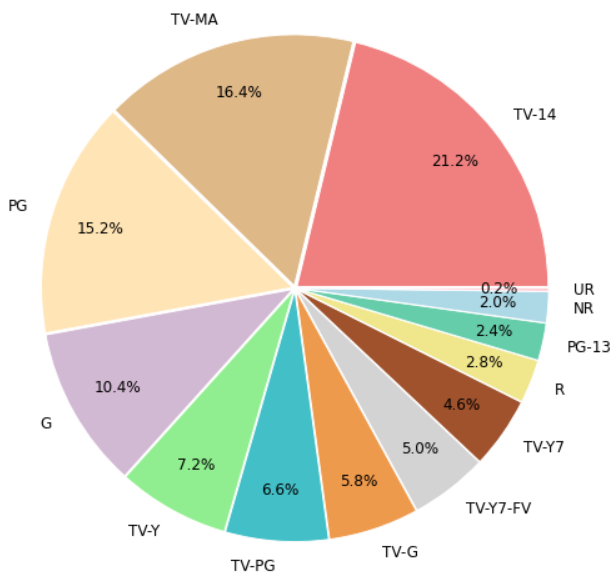 TV-MA
16.4%
TV-14
21.2%
PG
15.2%
0.2%
UR
2.0%
NR
2.4%
PG-13
2.8%
R
10.4%
G
4.6%
TV-Y7
7.2%
TV-Y
6.6%
TV-PG
5.8%
TV-G
5.0%
TV-Y7-FV